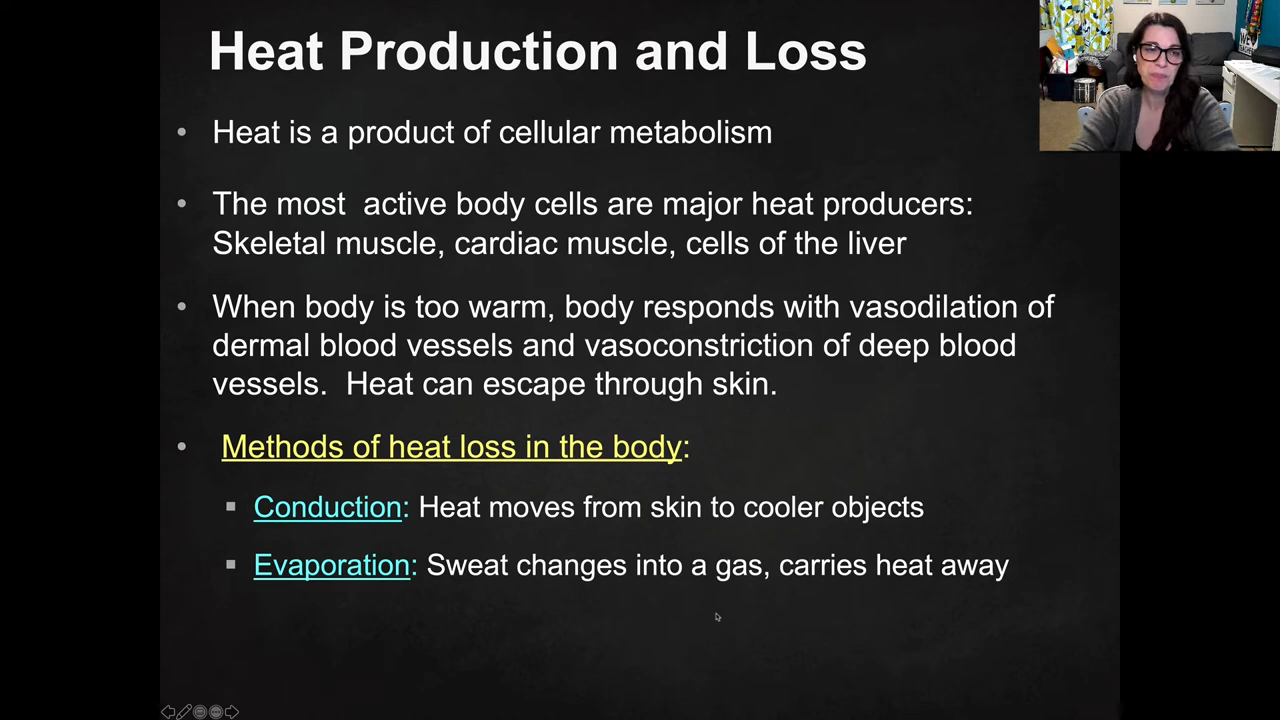 Heat Production and Loss
• Heat is a product of cellular metabolism
• The most  active body cells are major heat producers:
Skeletal muscle, cardiac muscle, cells of the liver
• When body is too warm, body responds with vasodilation of
dermal blood vessels and vasoconstriction of deep blood
vessels.  Heat can escape through skin.
• Methods of heat loss in the body:
▪ Conduction: Heat moves from skin to cooler objects
▪ Evaporation: Sweat changes into a gas, carries heat away